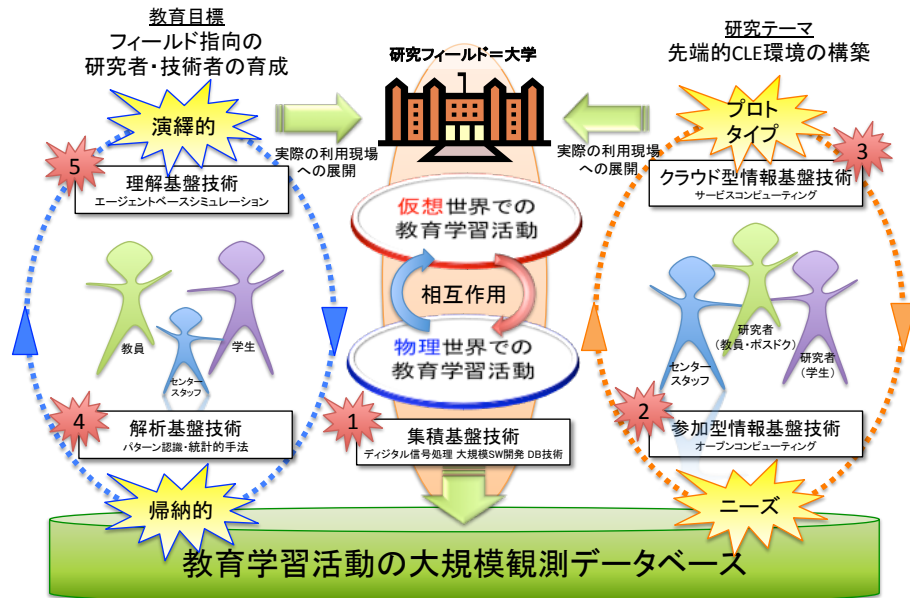 教育目標
フィールド指向の
研究者・技術者の育成
研究フィールド＝大学
研究テーマ
先端的CLE環境の構築
演繹的
実際の利用現場
への展開
実際の利用現場
への展開
プロト
タイプ
5
理解基盤技術
エージェントベースシミュレーション
3
クラウド型情報基盤技術
サービスコンピューティング
仮想世界での
教育学習活動
相互作用
物理世界での
教育学習活動
教員
センター
スタッフ
学生
センター
スタッフ
研究者
（教員・ポスドク）
研究者
（学生）
4
解析基盤技術
パターン認識・統計的手法
1
集積基盤技術
ディジタル信号処理 大規模SW開発 DB技術
2
参加型情報基盤技術
オープンコンピューティング
帰納的
ニーズ
教育学習活動の大規模観測データベース